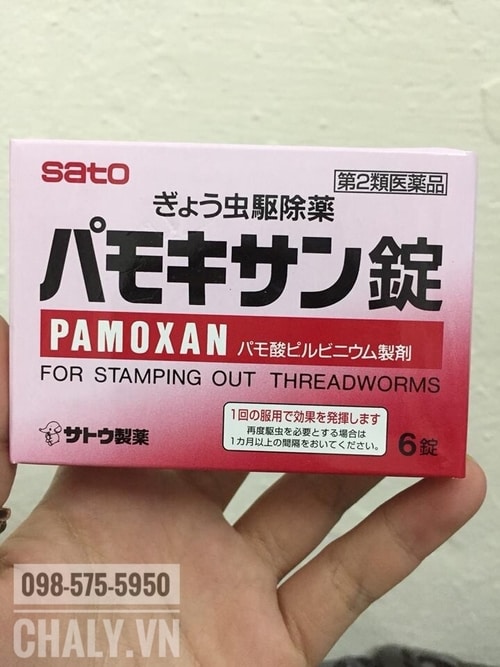 sato
第2類医薬品
ぎょう虫駆除薬
パモキサン錠
PAMOXAN パモ酸ピルビニウム製剤
FOR STAMPING OUT THREADWORMS
1回の服用で効果を発揮します
再度駆虫を必要とする場合は
1カ月以上の間隔をおいてください。
サトウ製薬
6錠
098-575-5950
CHALY.VN